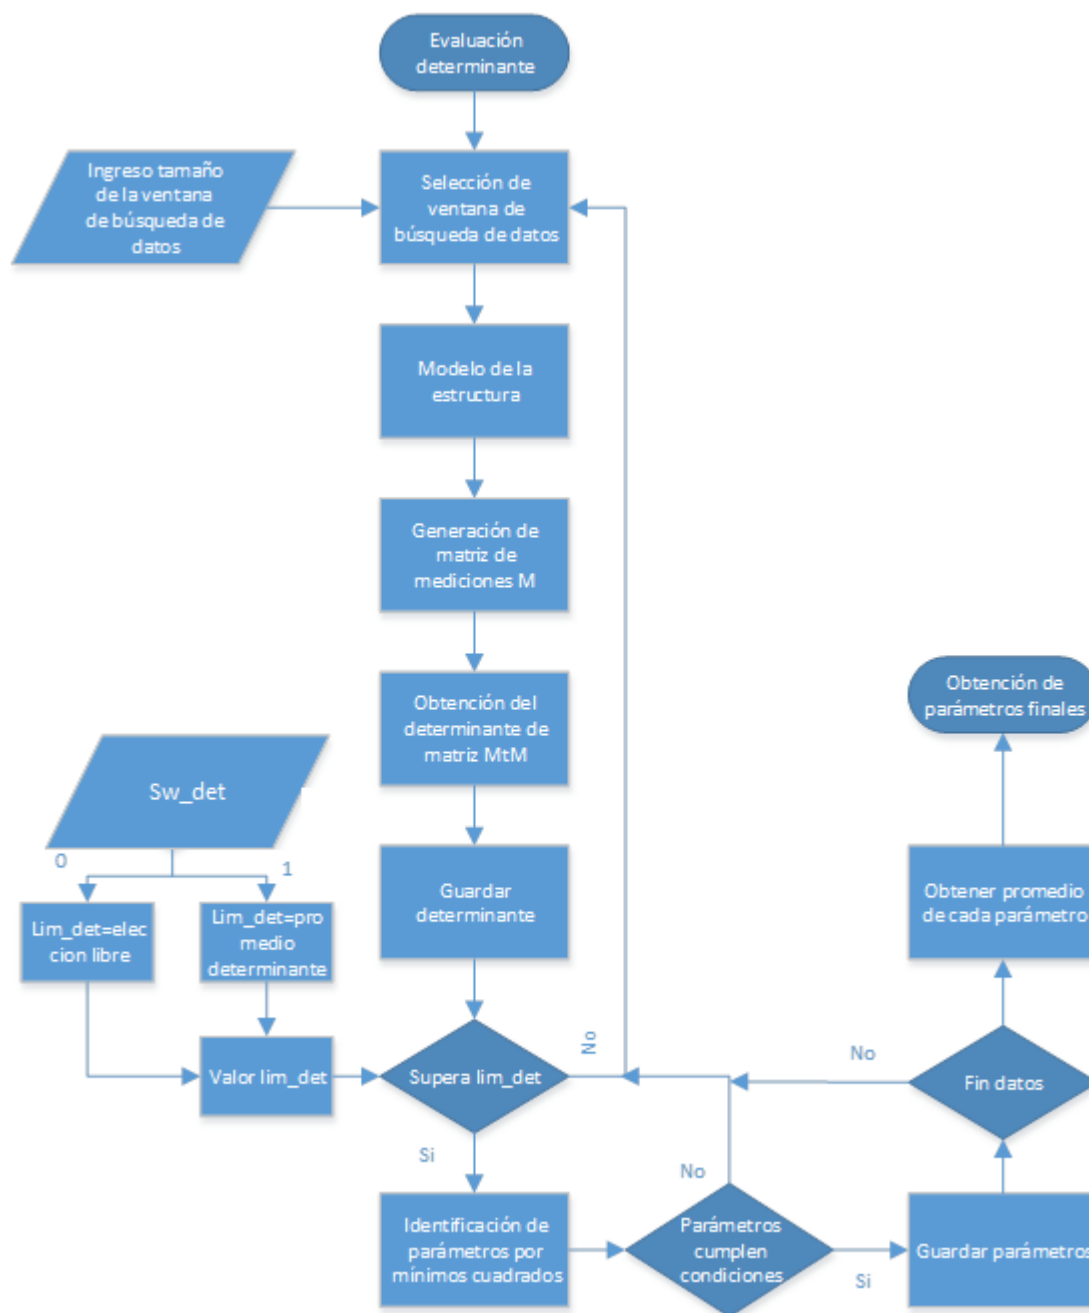 Evaluación
determinante
Ingreso tamaño
de la ventana
de búsqueda de
datos
Selección de
ventana de
búsqueda de datos
Modelo de la
estructura
Generación de
matriz de
mediciones M
Obtención del
determinante de
matriz MtM
Sw_det
0
1
Guardar
determinante
Lim_det=elec
cion libre
Lim_det=pro
medio
determinante
Valor lim_det
Supera lim_det
No
Si
Identificación de
parámetros por
mínimos cuadrados
Parámetros
cumplen
condiciones
No
Si
Guardar parámetros
Fin datos
No
Obtener promedio
de cada parámetro
Obtención de
parámetros finales